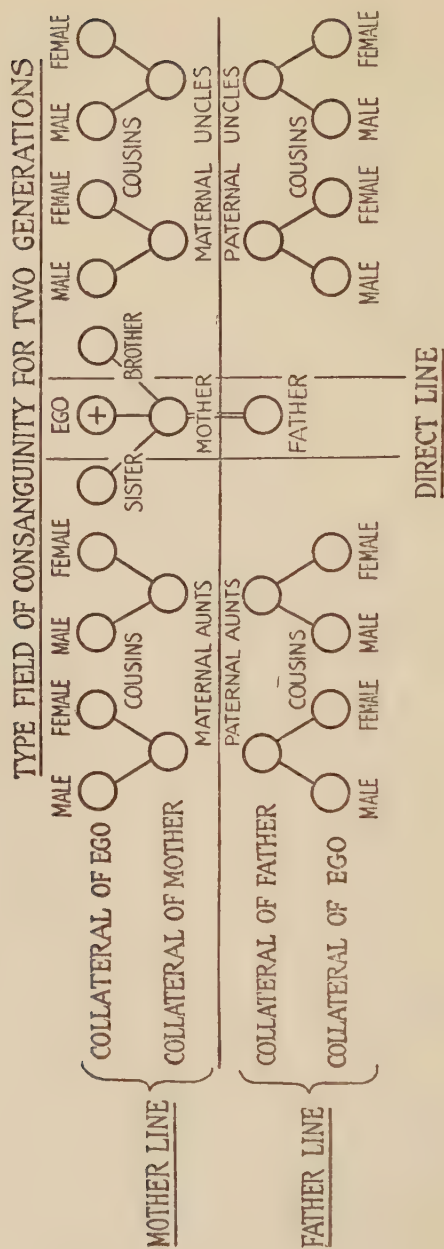 TYPE FIELD OF CONSANGUINITY FOR TWO GENERATIONS
MALE FEMALE MALE FEMALE EGO MALE FEMALE MALE FEMALE
COLLATERAL OF EGO
COUSINS
SISTER
BROTHER
COUSINS
MOTHER LINE
COLLATERAL OF MOTHER
MATERNAL AUNTS
MOTHER
MATERNAL UNCLES
PATERNAL AUNTS
PATERNAL UNCLES
COLLATERAL OF FATHER
FATHER
FATHER LINE
COUSINS
COUSINS
COLLATERAL OF EGO
MALE FEMALE MALE FEMALE MALE FEMALE MALE FEMALE
DIRECT LINE